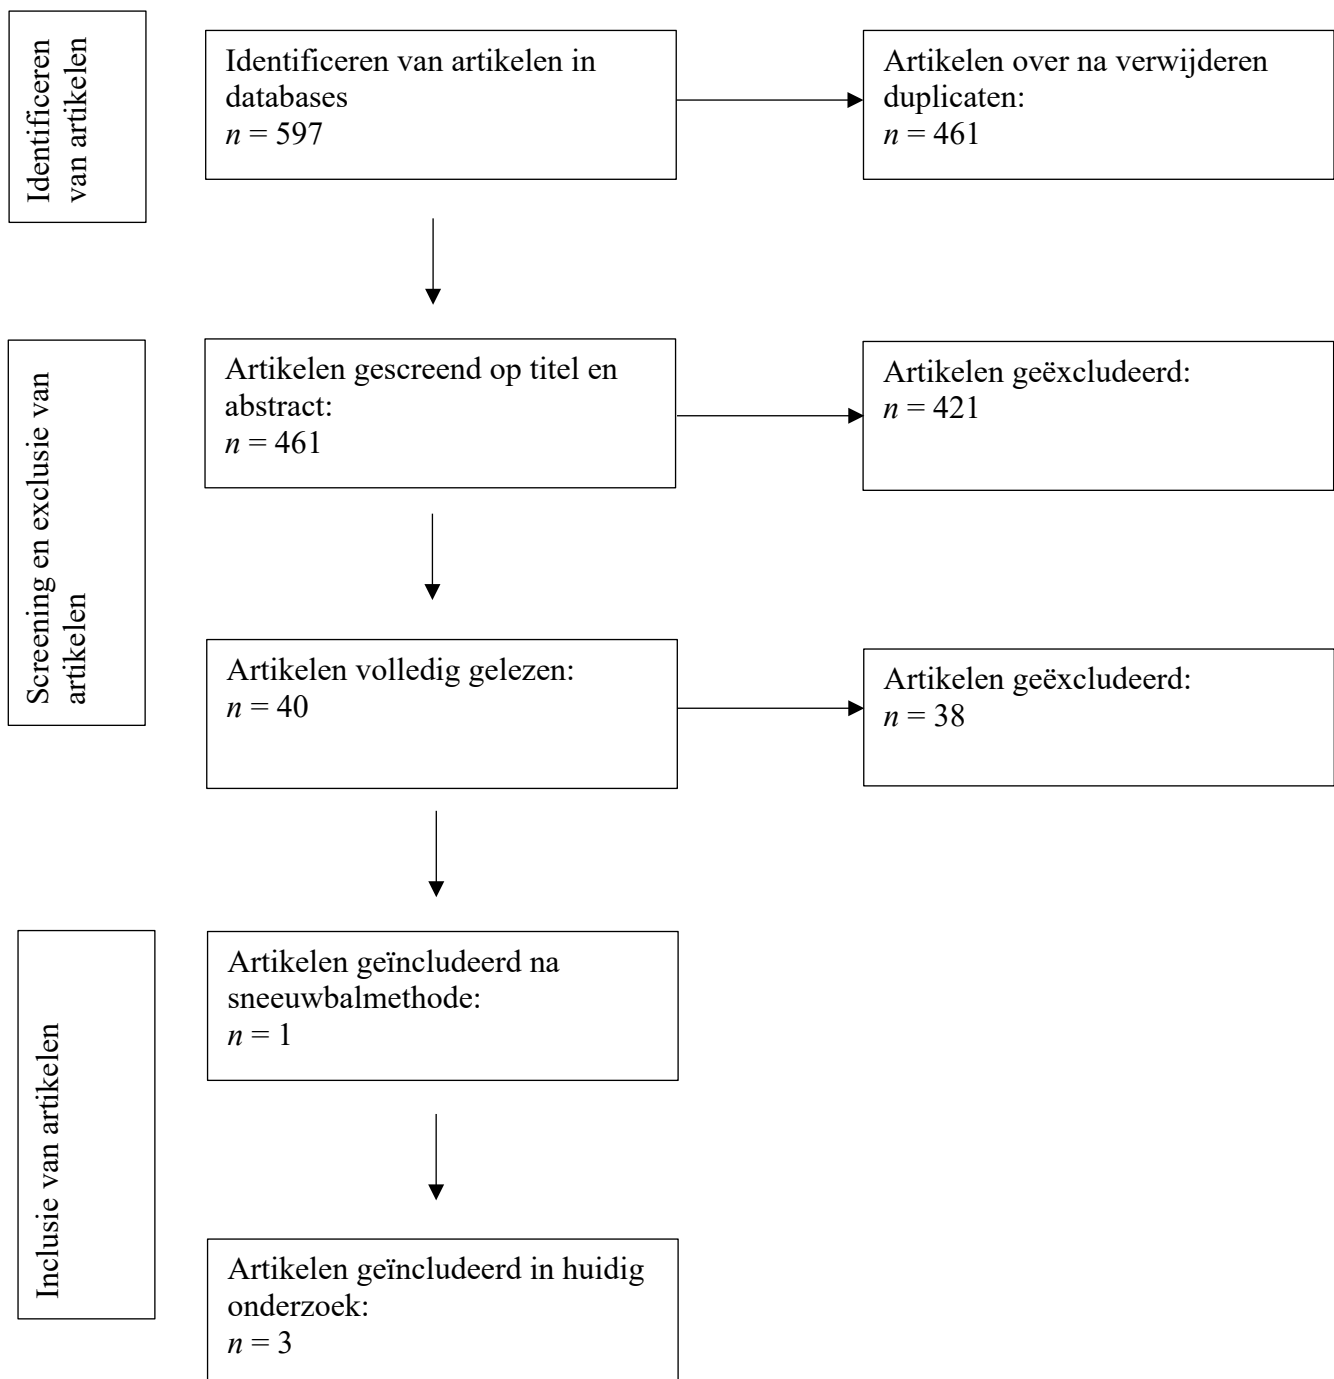 Identificeren
van artikelen
Identificeren van artikelen in
databases
n = 597
Artikelen over na verwijderen
duplicaten:
n = 461
Screening en exclusie van
artikelen
Artikelen gescreend op titel en
abstract:
n = 461
Artikelen geëxcludeerd:
n = 421
Artikelen volledig gelezen:
n = 40
Artikelen geëxcludeerd:
n = 38
Inclusie van artikelen
Artikelen geïncludeerd na
sneeuwbalmethode:
n = 1
Artikelen geïncludeerd in huidig
onderzoek:
n = 3